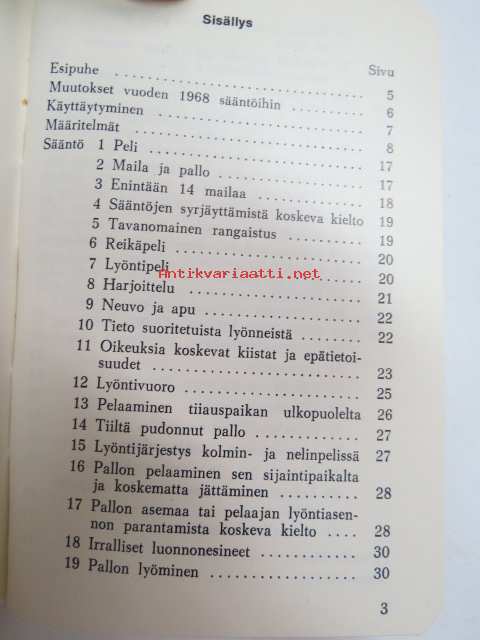 Sisällys
Sivu
Esipuhe .................................... 5
Muutokset vuoden 1968 sääntöihin ............ 6
Käyttäytyminen ............................ 7
Määritelmät ................................ 8
Sääntö 1 Peli ................................ 17
2 Maila ja pallo ........................ 17
3 Enintään 14 mailaa .................. 18
4 Sääntöjen syrjäyttämistä koskeva kielto 19
5 Tavanomainen rangaistus ............ 19
6 Reikäpeli ............................ 20
7 Lyöntipeli ............................ 20
Antikvariaatti.net
8 Harjoittelu .......................... 21
9 Neuvo ja apu ........................ 22
10 Tieto suoritetuista lyönneistä ........ 22
11 Oikeuksia koskevat kiistat ja epätietoi-
suudet .............................. 23
12 Lyöntivuoro .......................... 25
13 Pelaaminen tiiauspaikan ulkopuolelta 26
14 Tiiltä pudonnut pallo .............. 27
15 Lyöntijärjestys kolmin- ja nelinpelissä 27
16 Pallon pelaaminen sen sijaintipaikalta
ja koskematta jättäminen ............ 28
17 Pallon asemaa tai pelaajan lyöntiasen-
non parantamista koskeva kielto .... 28
18 Irralliset luonnonesineet .............. 30
19 Pallon lyöminen .................... 30
3